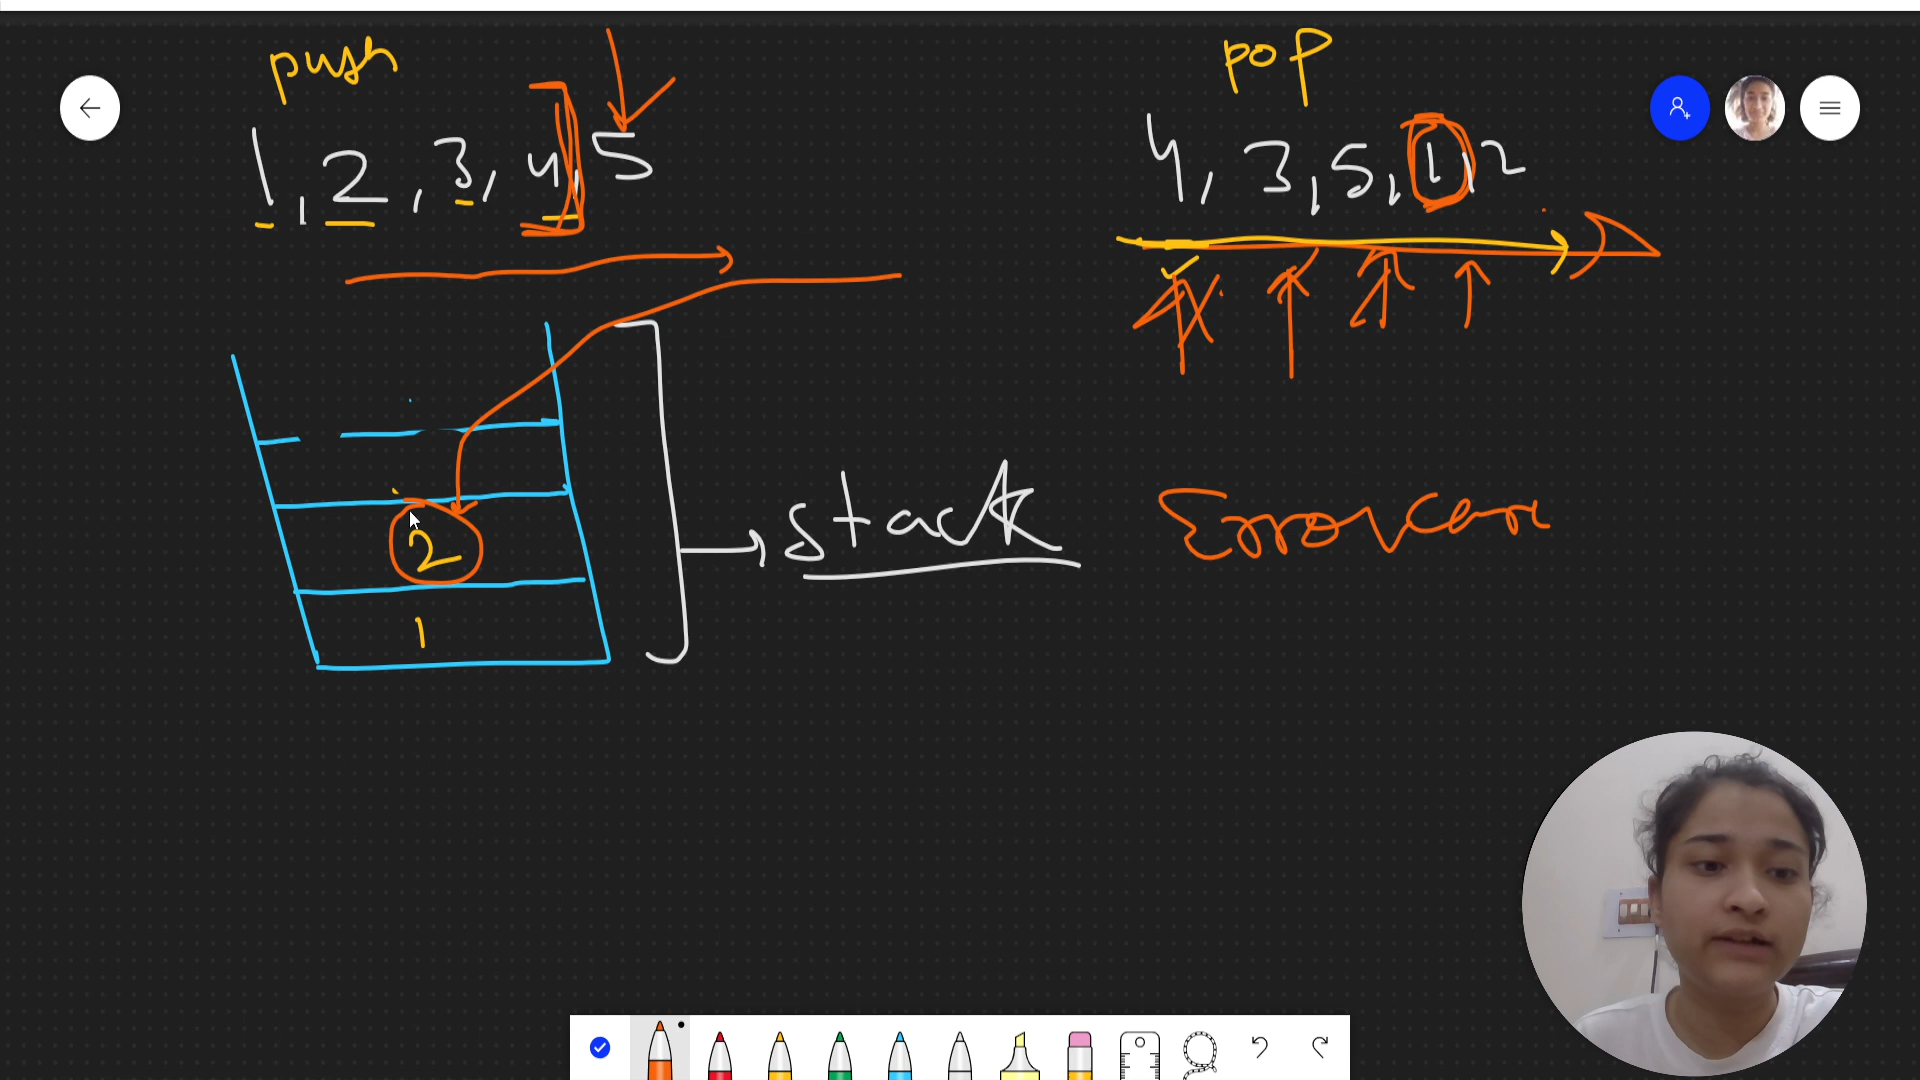 push
1, 2, 3, 4, 5
pop
4, 3, 5, 1, 2
2
1
stack
Error